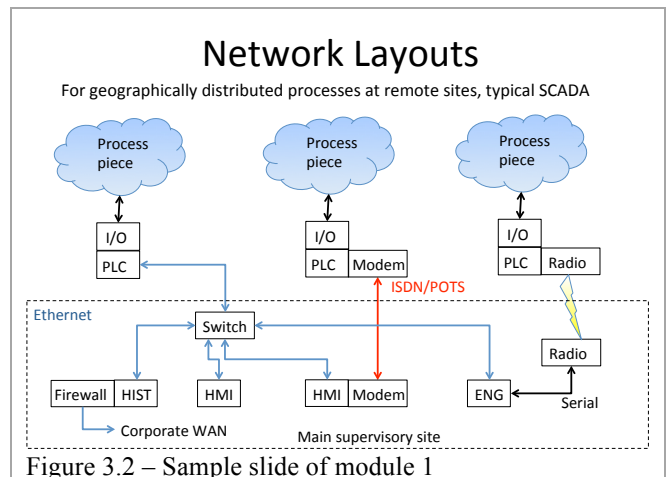 Network Layouts
For geographically distributed processes at remote sites, typical SCADA
Process
piece
Process
piece
Process
piece
I/O
PLC
I/O
PLC Modem
I/O
PLC Radio
ISDN/POTS
Ethernet
Switch
Radio
Firewall HIST
HMI
HMI Modem
ENG
Serial
Corporate WAN
Main supervisory site
Figure 3.2 – Sample slide of module 1